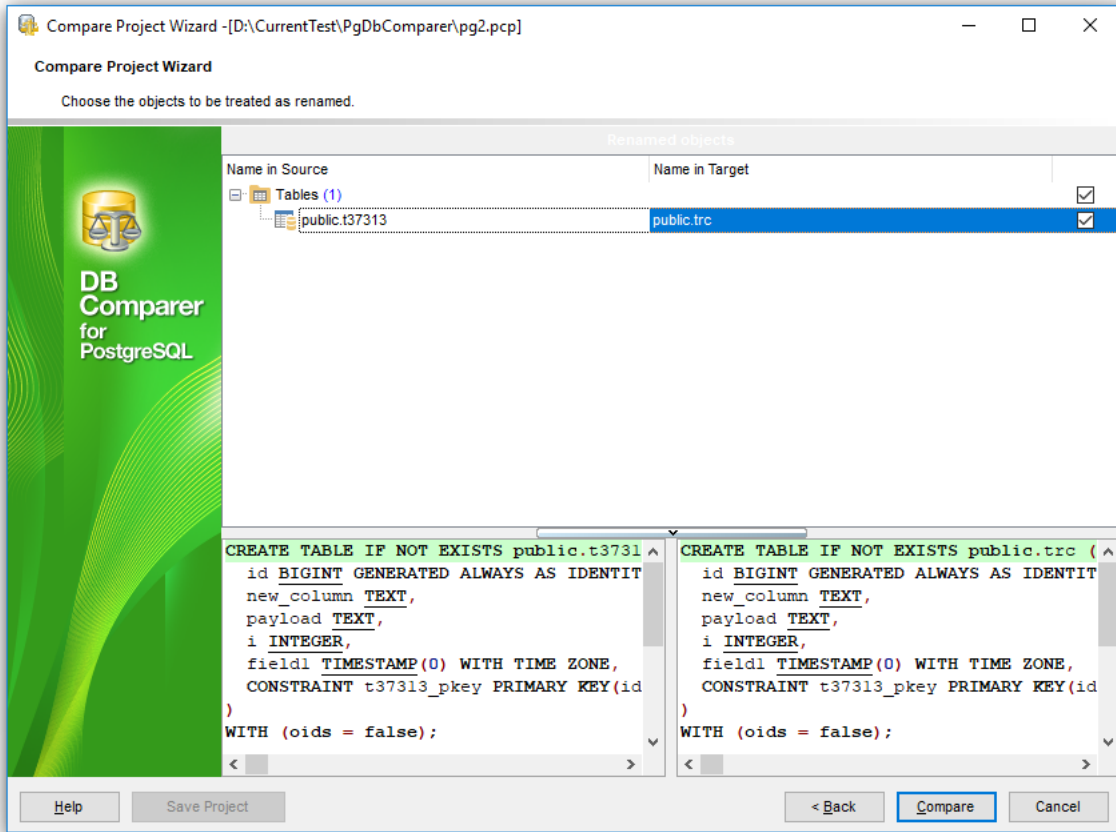 Compare Project Wizard -[D:\CurrentTest\PgDbComparer\pg2.pcp]
Compare Project Wizard
Choose the objects to be treated as renamed.
Renamed objects
Name in Source Name in Target
Tables (1)
public.t37313 public.trc
DB
Comparer
for
PostgreSQL
CREATE TABLE IF NOT EXISTS public.t3731
id BIGINT GENERATED ALWAYS AS IDENTIT
new_column TEXT,
payload TEXT,
i INTEGER,
field1 TIMESTAMP(0) WITH TIME ZONE,
CONSTRAINT t37313_pkey PRIMARY KEY(id
)
WITH (oids = false);
CREATE TABLE IF NOT EXISTS public.trc (
id BIGINT GENERATED ALWAYS AS IDENTIT
new_column TEXT,
payload TEXT,
i INTEGER,
field1 TIMESTAMP(0) WITH TIME ZONE,
CONSTRAINT t37313_pkey PRIMARY KEY(id
)
WITH (oids = false);
Help Save Project < Back Compare Cancel